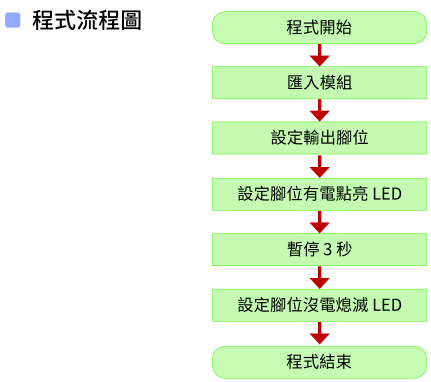 程式流程圖
程式開始
匯入模組
設定輸出腳位
設定腳位有電點亮 LED
暫停 3 秒
設定腳位沒電熄滅 LED
程式結束